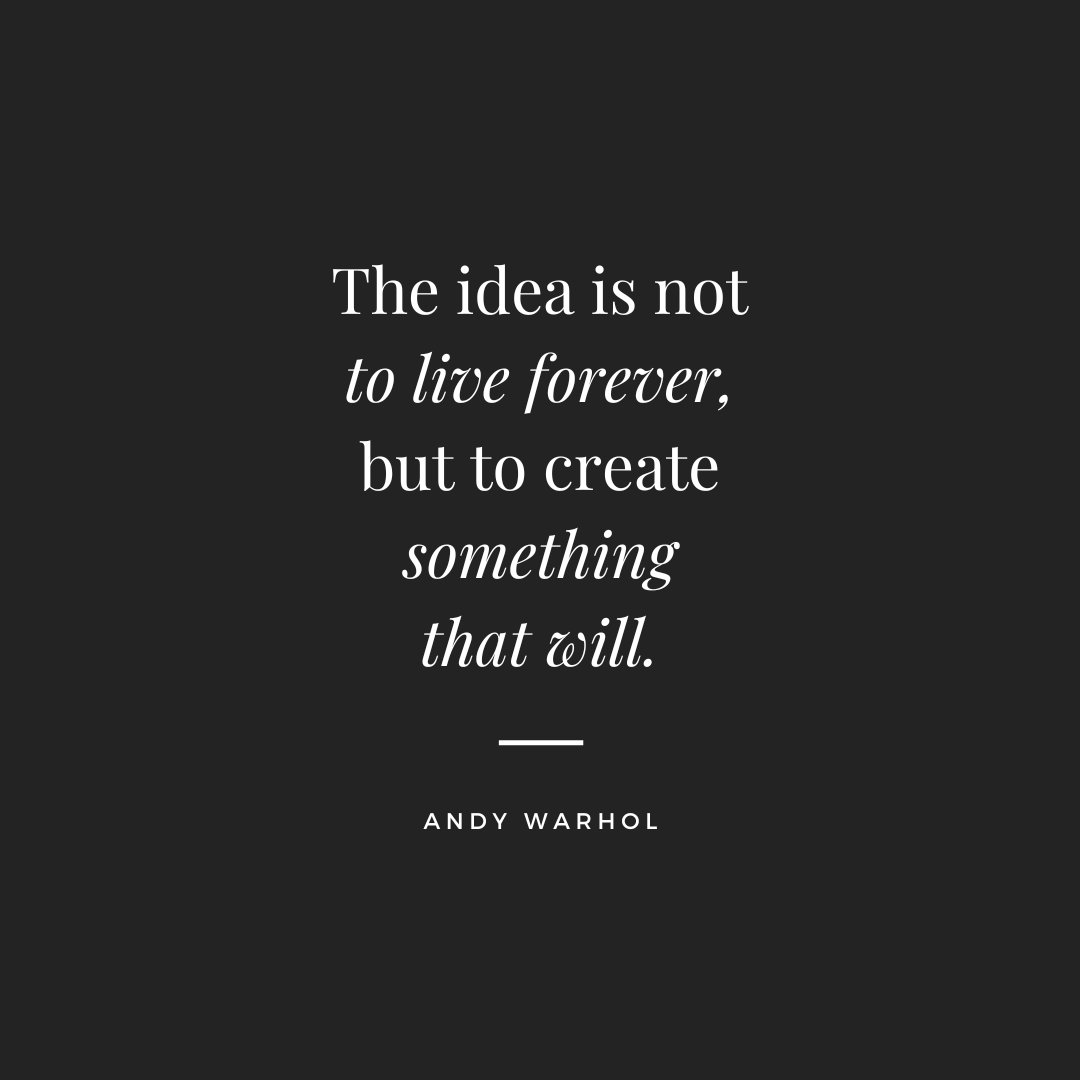 The idea is not
to live forever,
but to create
something
that will.
ANDY WARHOL